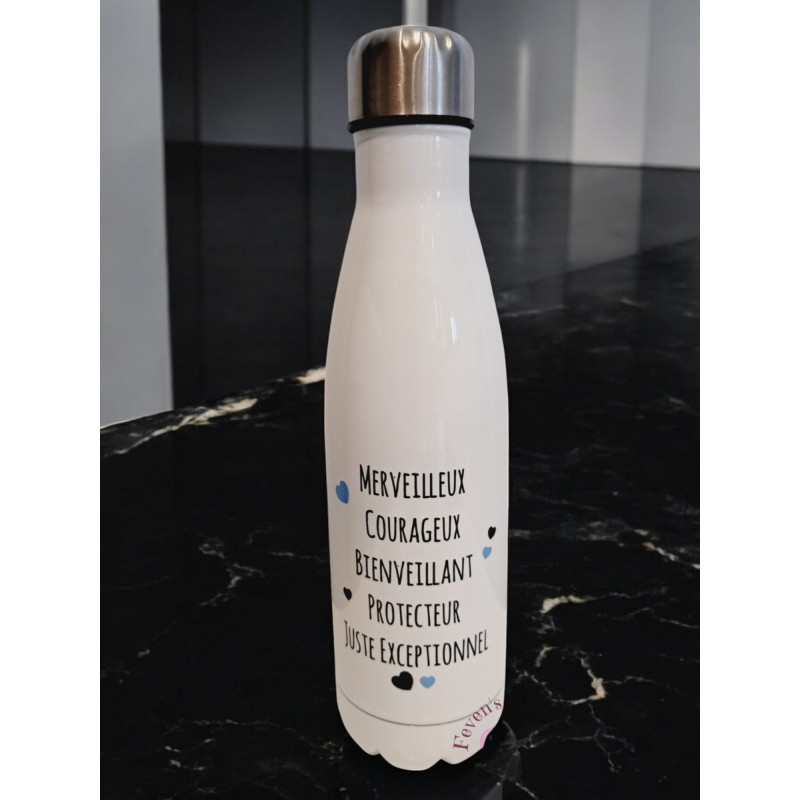 Merveilleux
Courageux
Bienveillant
Protecteur
Juste Exceptionnel
Feven's